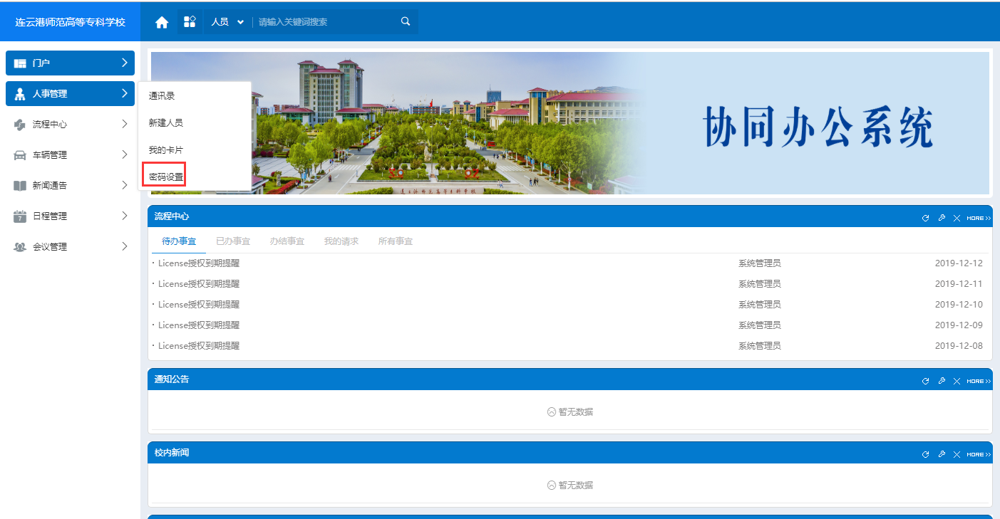 连云港师范高等专科学校
人员
请输入关键词搜索
门户
人事管理
流程中心
车辆管理
新闻通告
日程管理
会议管理
通讯录
新建人员
我的卡片
密码设置
协同办公系统
连云港师范高等专科学校
流程中心
MORE>>
待办事宜 已办事宜 办结事宜 我的请求 所有事宜
· License授权到期提醒 系统管理员 2019-12-12
· License授权到期提醒 系统管理员 2019-12-11
· License授权到期提醒 系统管理员 2019-12-10
· License授权到期提醒 系统管理员 2019-12-09
· License授权到期提醒 系统管理员 2019-12-08
通知公告
MORE>>
暂无数据
校内新闻
MORE>>
暂无数据